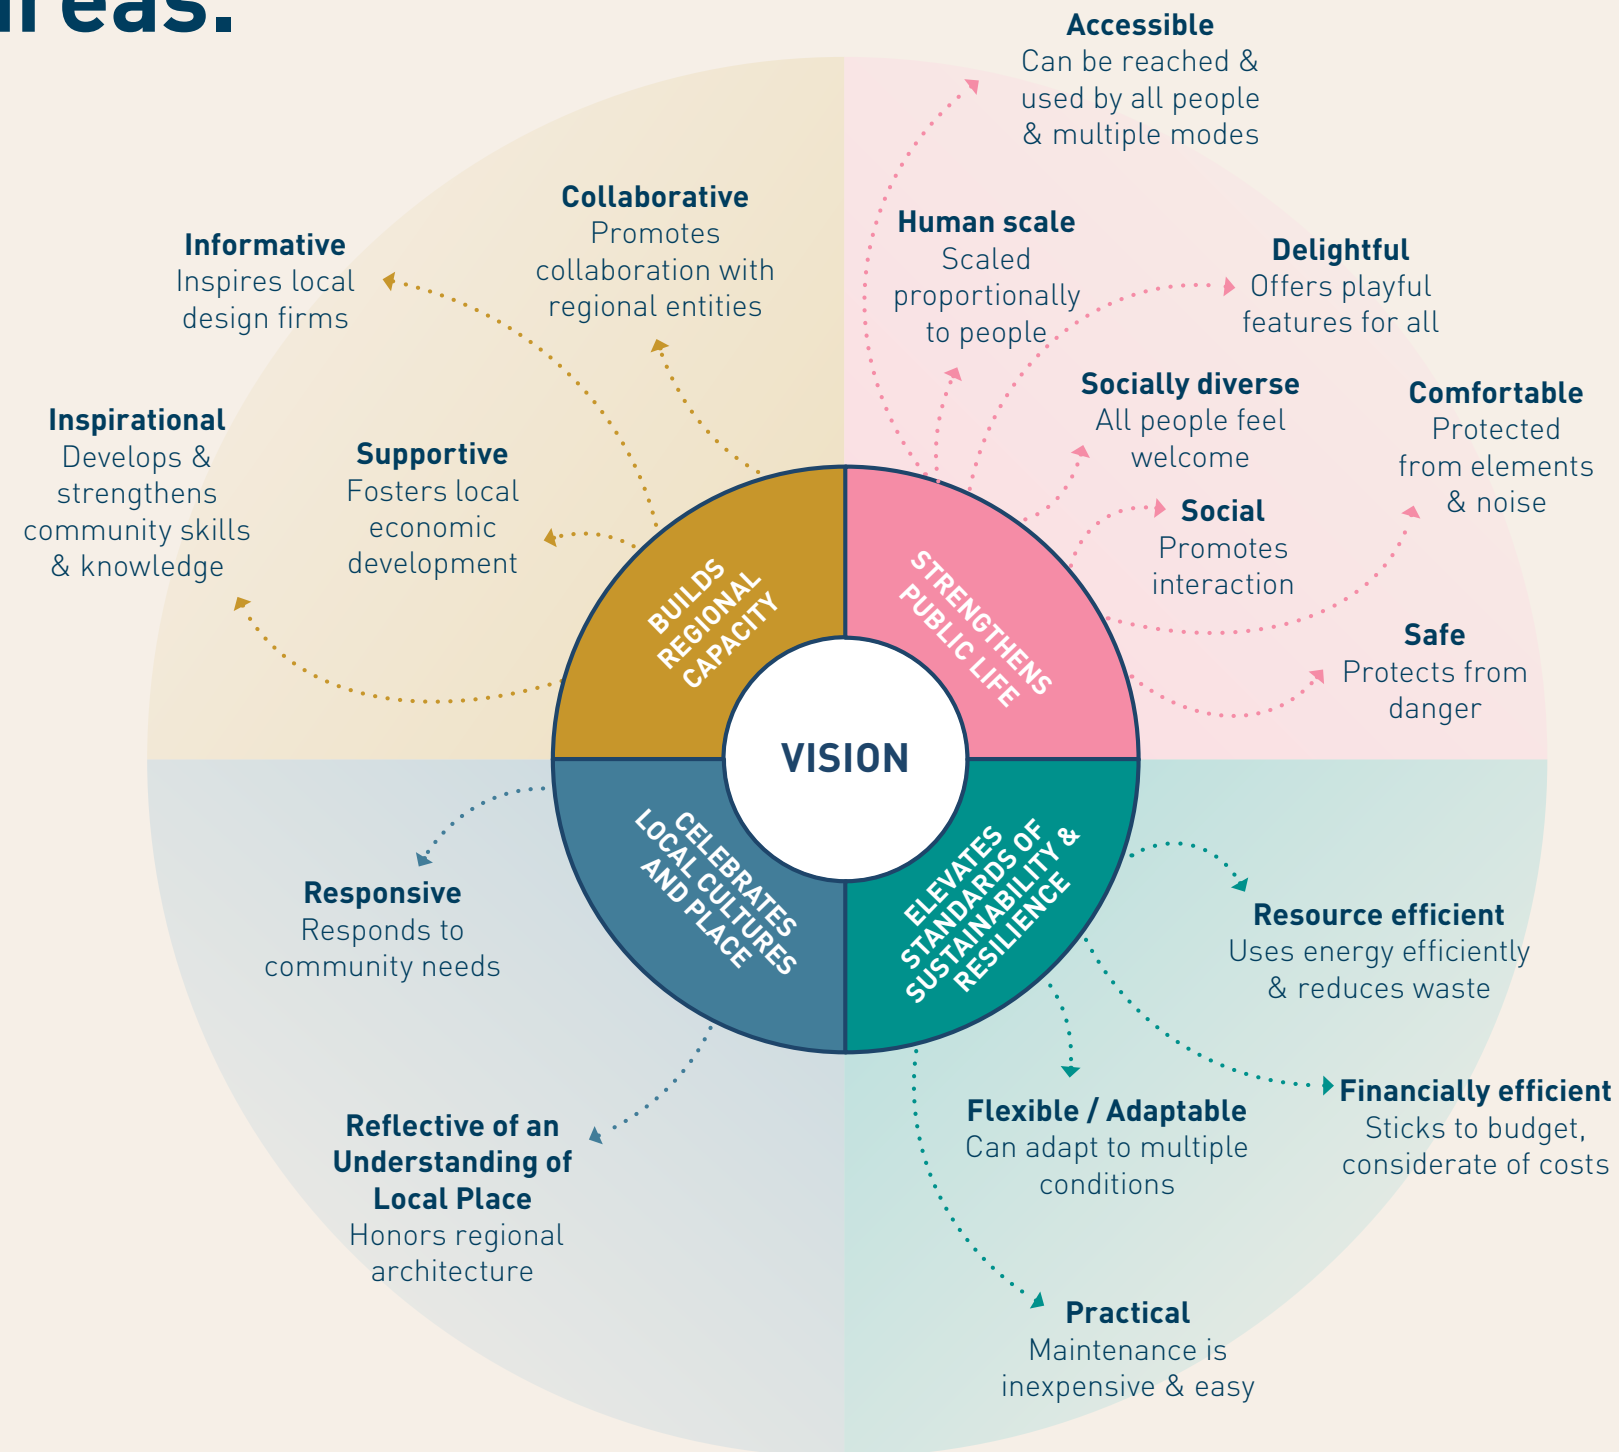 Accessible
Can be reached &
used by all people
& multiple modes
Collaborative
Promotes
collaboration with
regional entities
Informative
Inspires local
design firms
Inspirational
Develops &
strengthens
community skills
& knowledge
Supportive
Fosters local
economic
development
Human scale
Scaled
proportionally
to people
Delightful
Offers playful
features for all
Socially diverse
All people feel
welcome
Comfortable
Protected
from elements
& noise
Social
Promotes
interaction
Safe
Protects from
danger
BUILDS
REGIONAL
CAPACITY
STRENGTHENS
PUBLIC LIFE
VISION
CELEBRATES
LOCAL CULTURES
AND PLACE
ELEVATES
STANDARDS OF
SUSTAINABILITY &
RESILIENCE
Responsive
Responds to
community needs
Reflective of an
Understanding of
Local Place
Honors regional
architecture
Resource efficient
Uses energy efficiently
& reduces waste
Financially efficient
Sticks to budget,
considerate of costs
Flexible / Adaptable
Can adapt to multiple
conditions
Practical
Maintenance is
inexpensive & easy